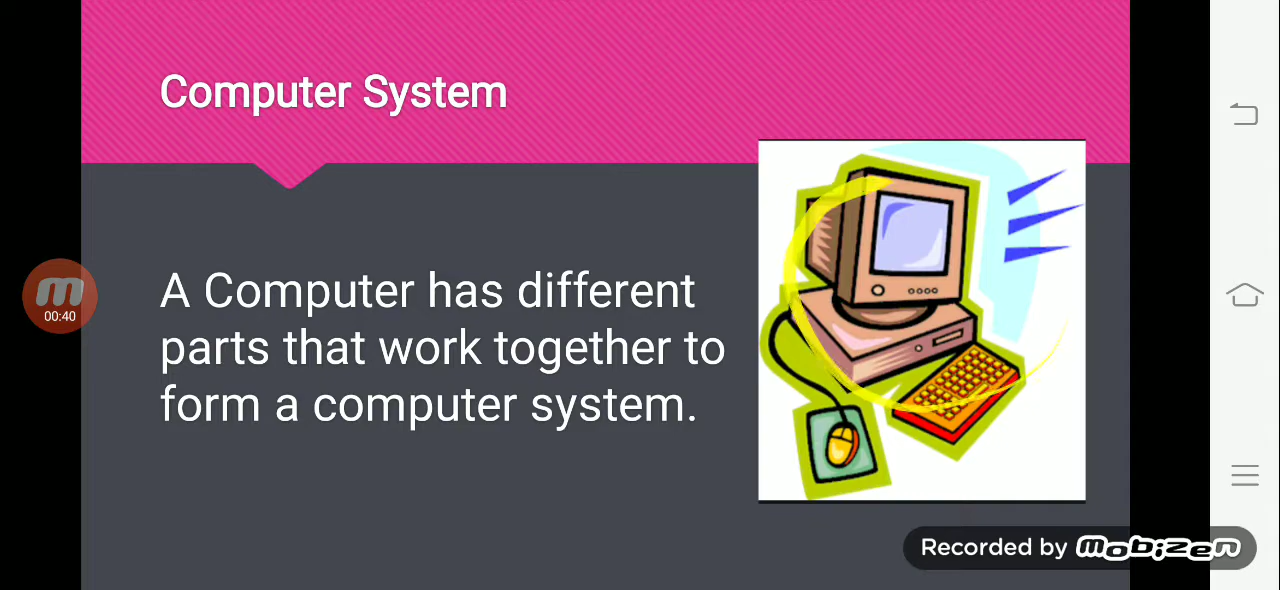 Computer System
A Computer has different
parts that work together to
form a computer system.
00:40
Recorded by Mobizen